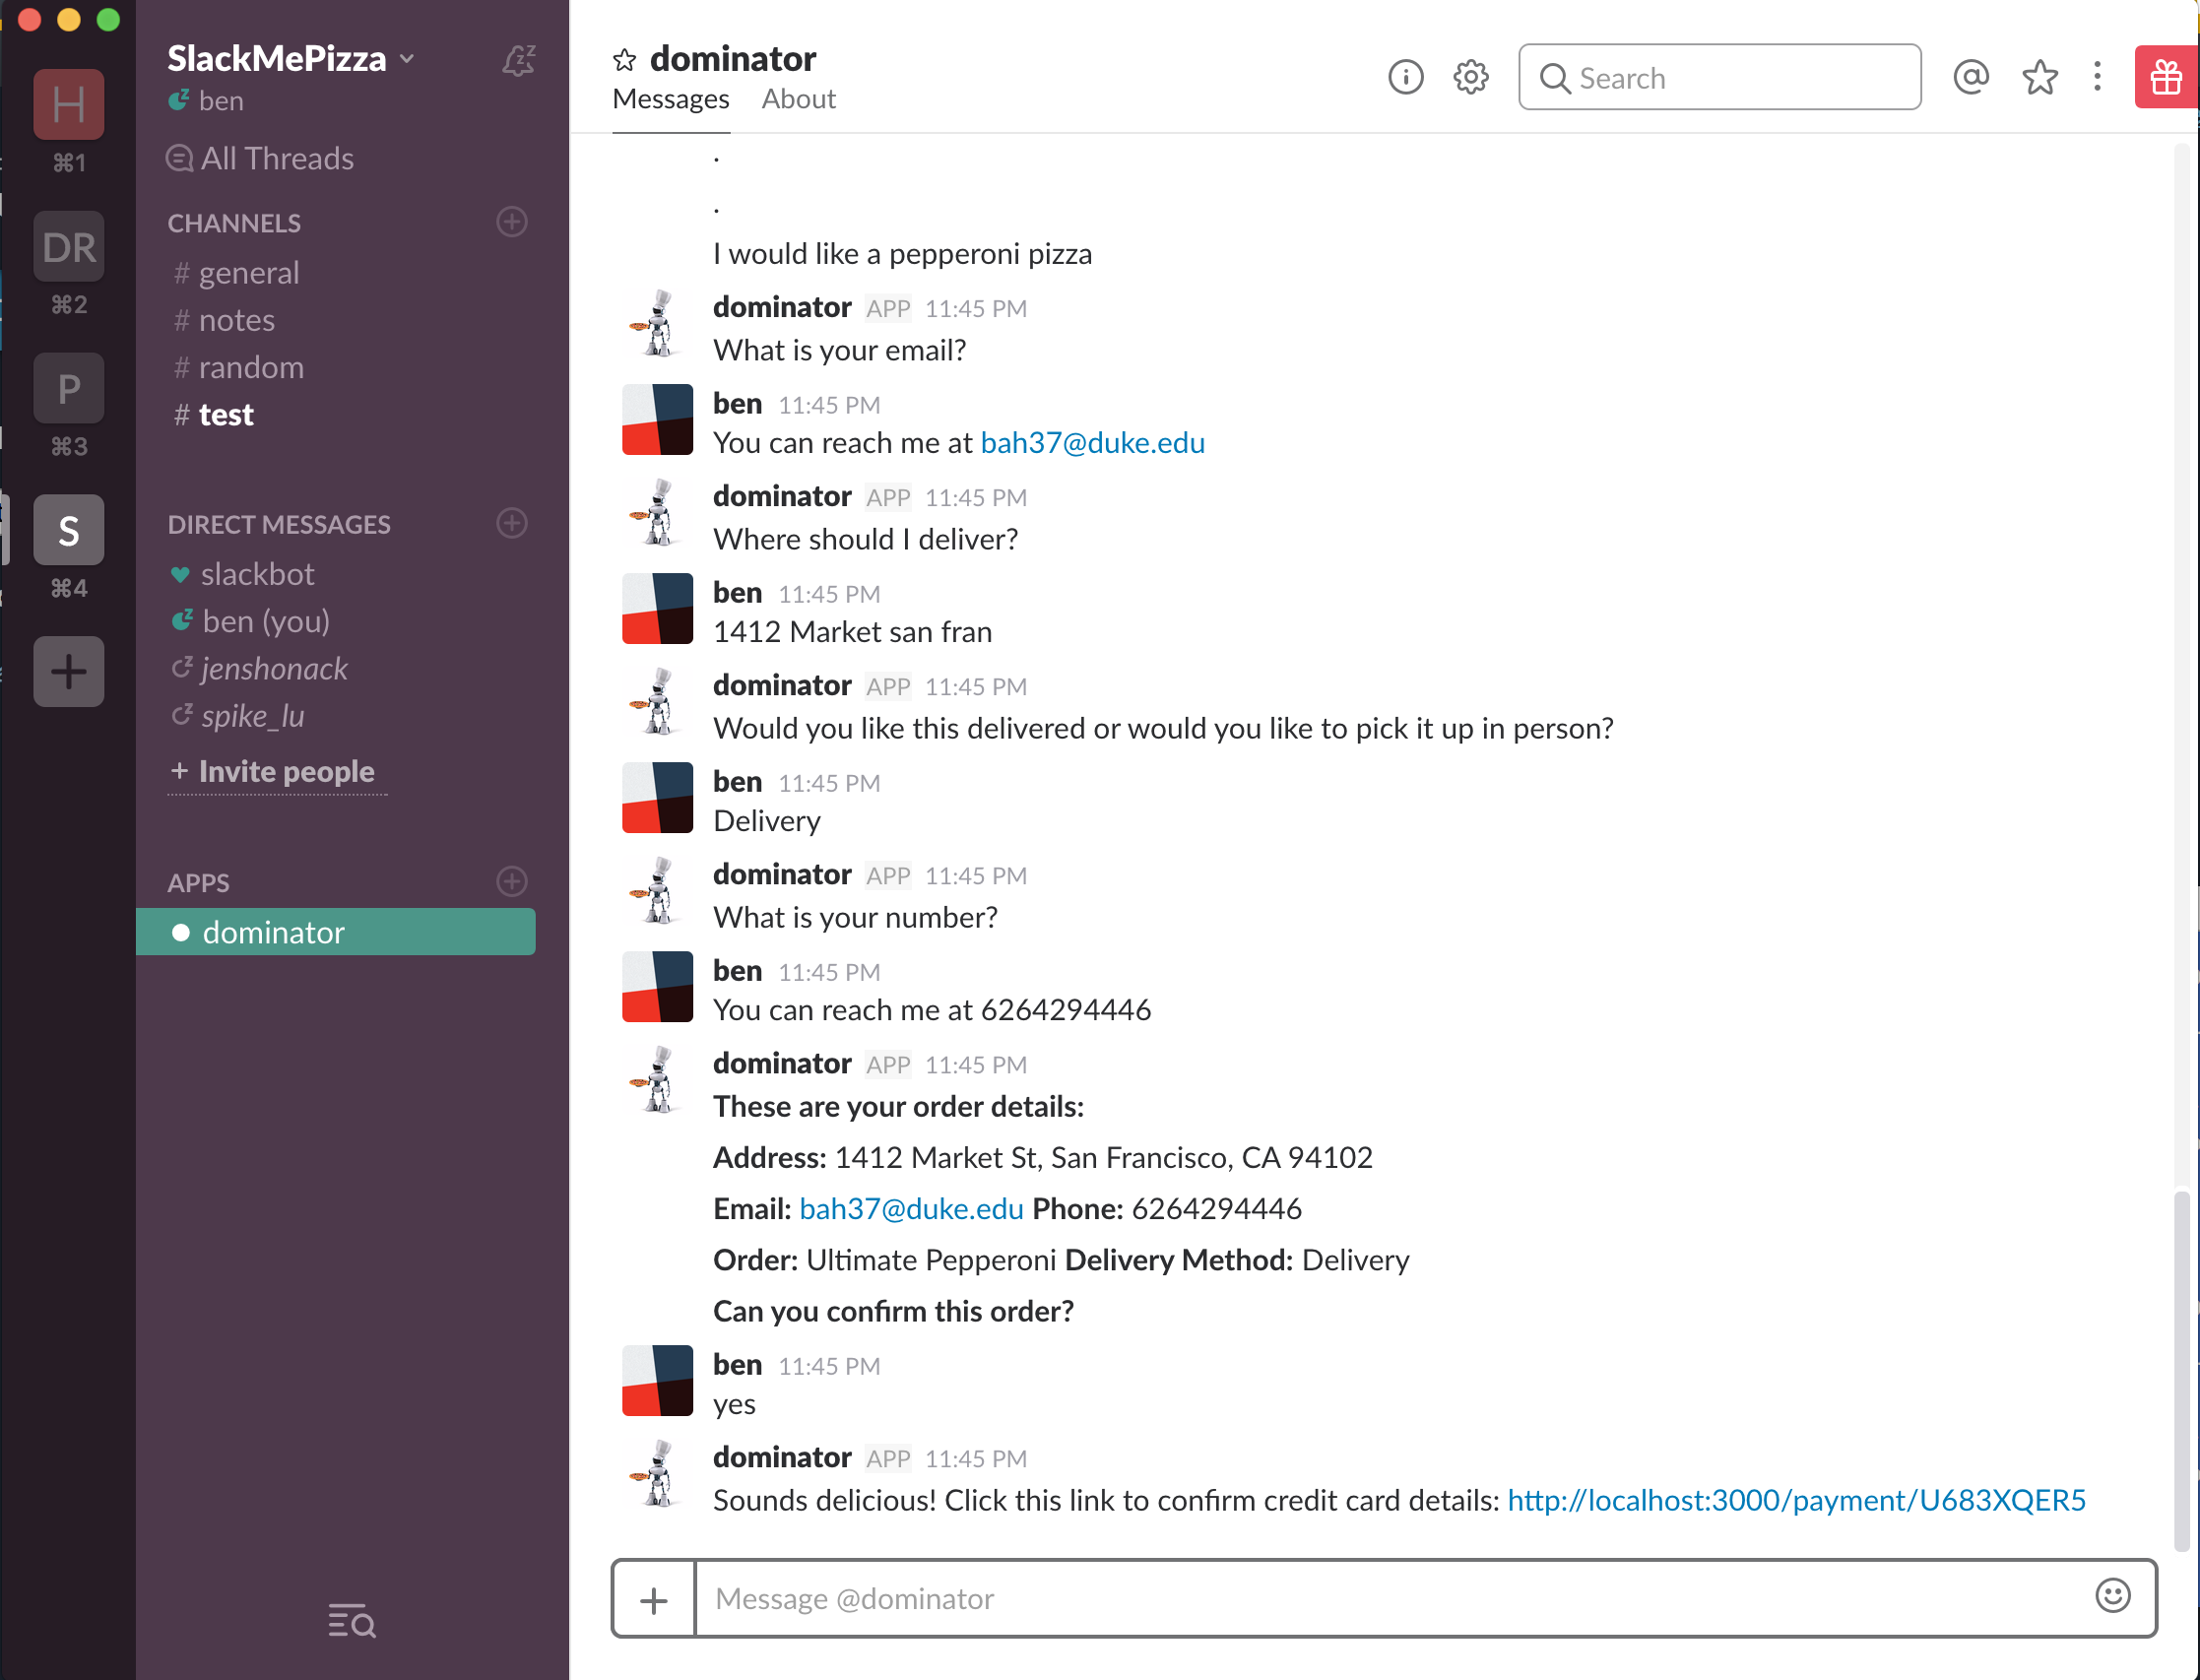 H
⌘1
DR
⌘2
P
⌘3
S
⌘4
+
SlackMePizza
ben
All Threads
CHANNELS
# general
# notes
# random
# test
DIRECT MESSAGES
slackbot
ben (you)
jenshonack
spike_lu
+ Invite people
APPS
dominator
dominator
Messages About
Search
.
.
I would like a pepperoni pizza
dominator APP 11:45 PM
What is your email?
ben 11:45 PM
You can reach me at bah37@duke.edu
dominator APP 11:45 PM
Where should I deliver?
ben 11:45 PM
1412 Market san fran
dominator APP 11:45 PM
Would you like this delivered or would you like to pick it up in person?
ben 11:45 PM
Delivery
dominator APP 11:45 PM
What is your number?
ben 11:45 PM
You can reach me at 6264294446
dominator APP 11:45 PM
These are your order details:
Address: 1412 Market St, San Francisco, CA 94102
Email: bah37@duke.edu Phone: 6264294446
Order: Ultimate Pepperoni Delivery Method: Delivery
Can you confirm this order?
ben 11:45 PM
yes
dominator APP 11:45 PM
Sounds delicious! Click this link to confirm credit card details: http://localhost:3000/payment/U683XQER5
+ Message @dominator